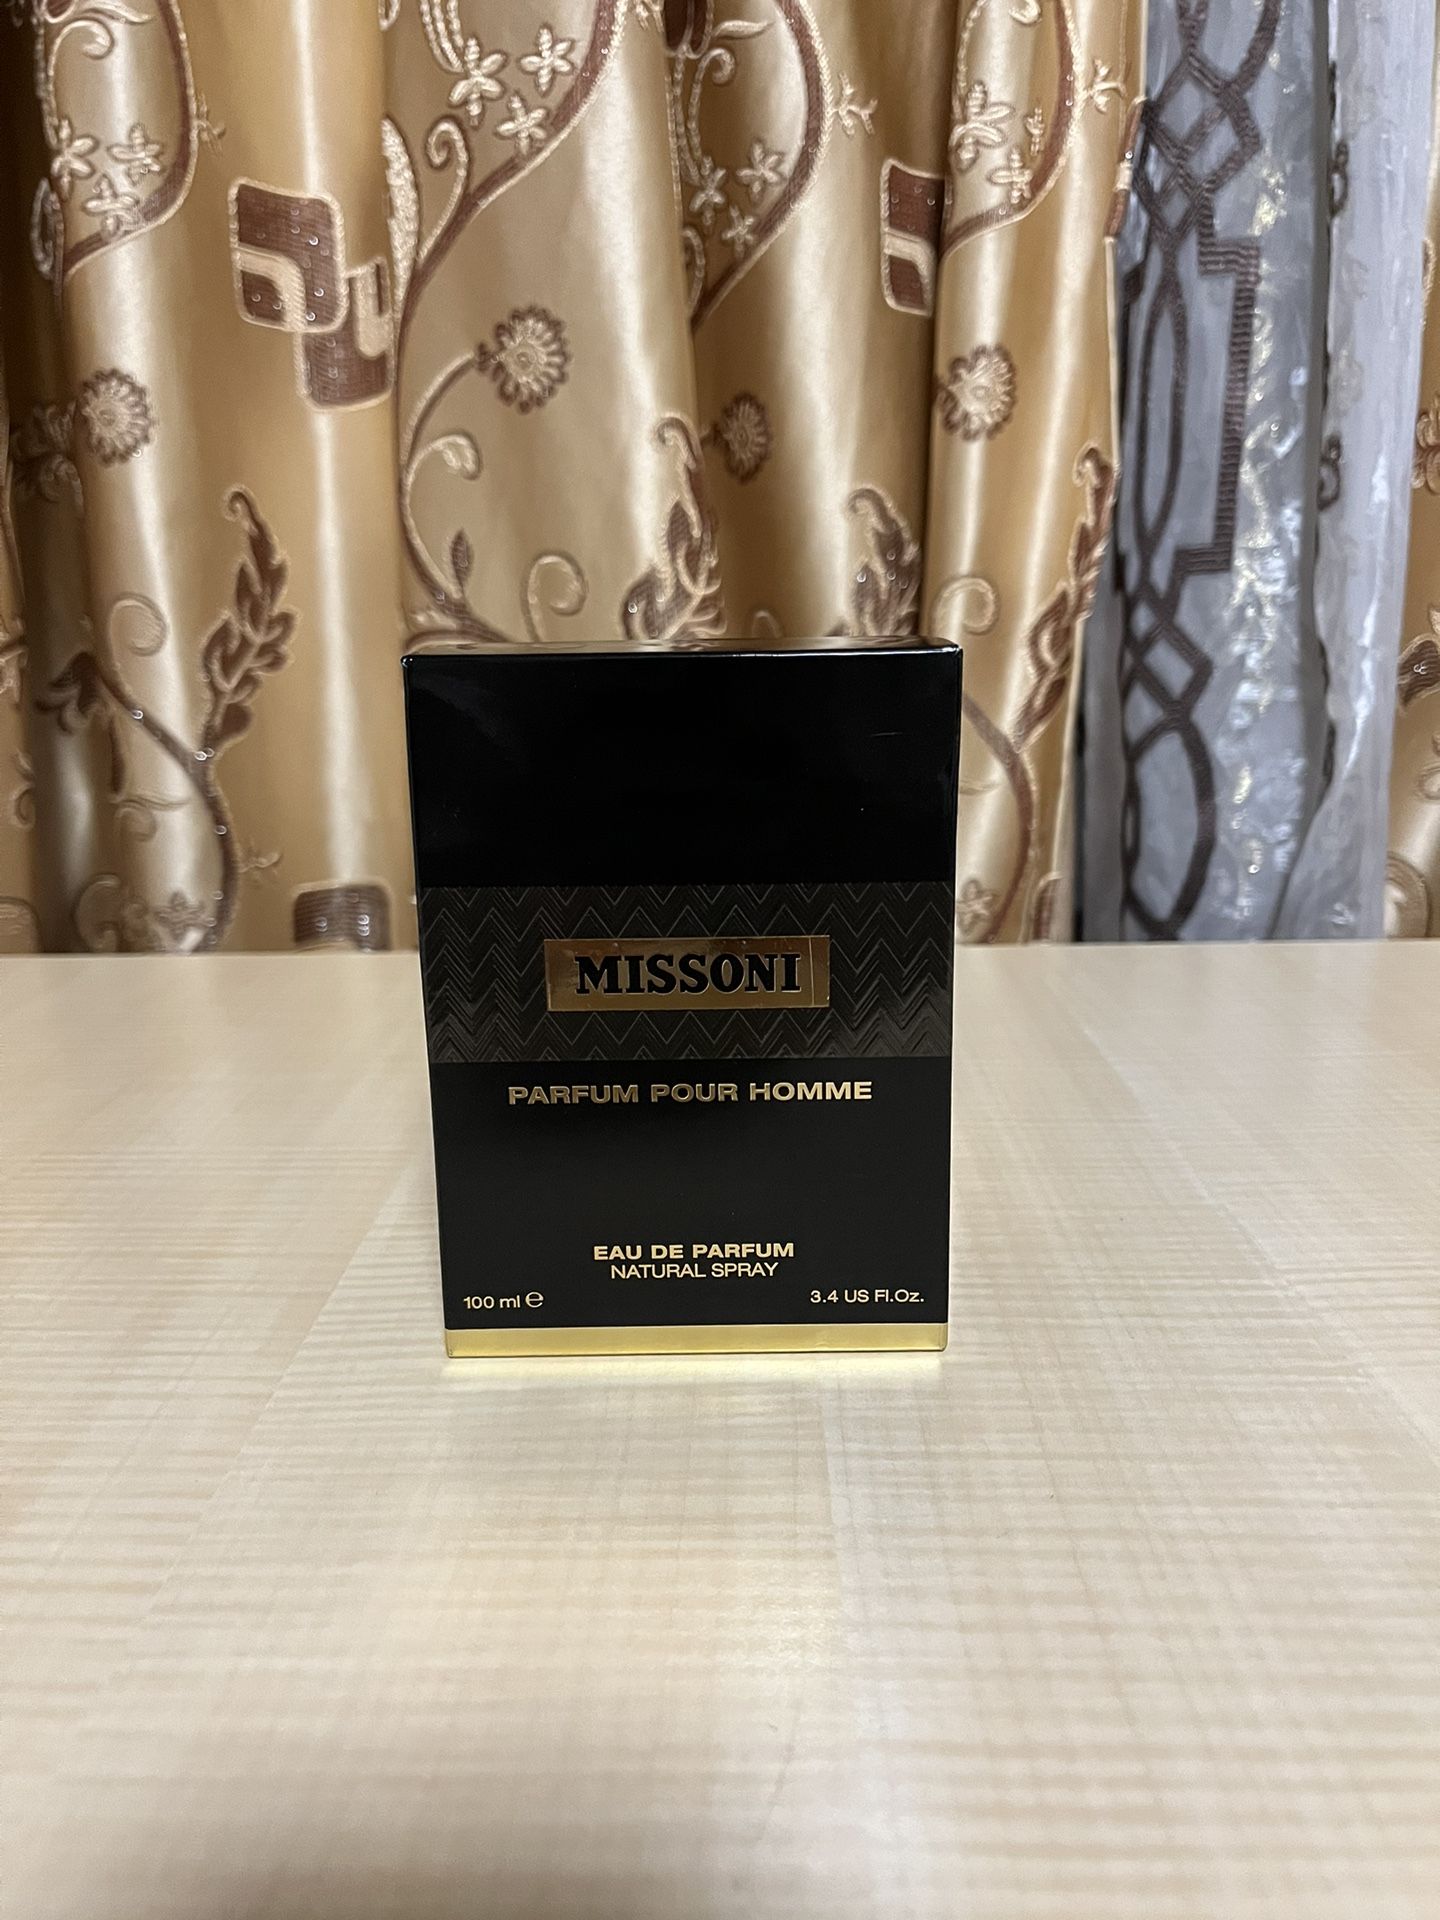 MISSONI
PARFUM POUR HOMME
EAU DE PARFUM
NATURAL SPRAY
100 ml ℮
3.4 US Fl.Oz.